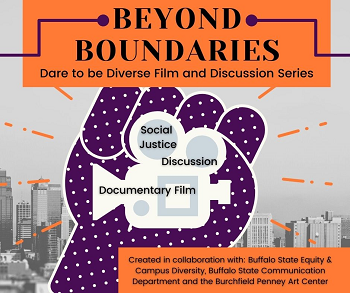 BEYOND
BOUNDARIES
Dare to be Diverse Film and Discussion Series
Social
Justice
Discussion
Documentary Film
Created in collaboration with: Buffalo State Equity &
Campus Diversity, Buffalo State Communication
Department and the Burchfield Penney Art Center